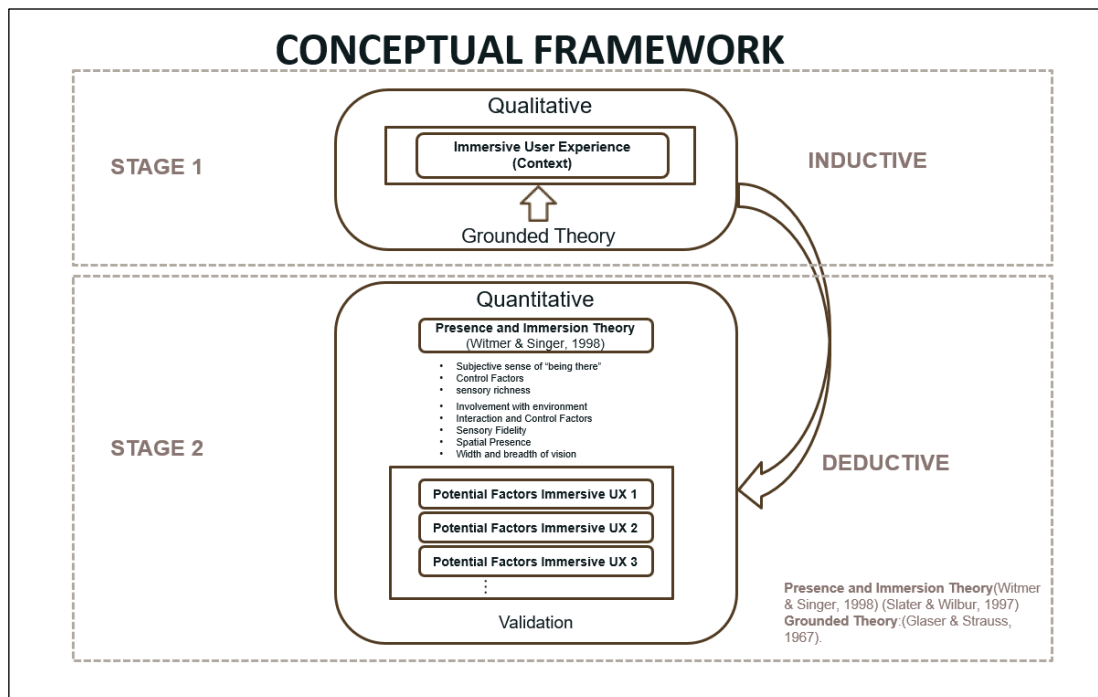 CONCEPTUAL FRAMEWORK
STAGE 1
Qualitative
Immersive User Experience
(Context)
Grounded Theory
INDUCTIVE
STAGE 2
Quantitative
Presence and Immersion Theory
(Witmer & Singer, 1998)
• Subjective sense of “being there”
• Control Factors
• sensory richness
• Involvement with environment
• Interaction and Control Factors
• Sensory Fidelity
• Spatial Presence
• Width and breadth of vision
Potential Factors Immersive UX 1
Potential Factors Immersive UX 2
Potential Factors Immersive UX 3
⋮
Validation
DEDUCTIVE
Presence and Immersion Theory(Witmer
& Singer, 1998) (Slater & Wilbur, 1997)
Grounded Theory:(Glaser & Strauss,
1967).